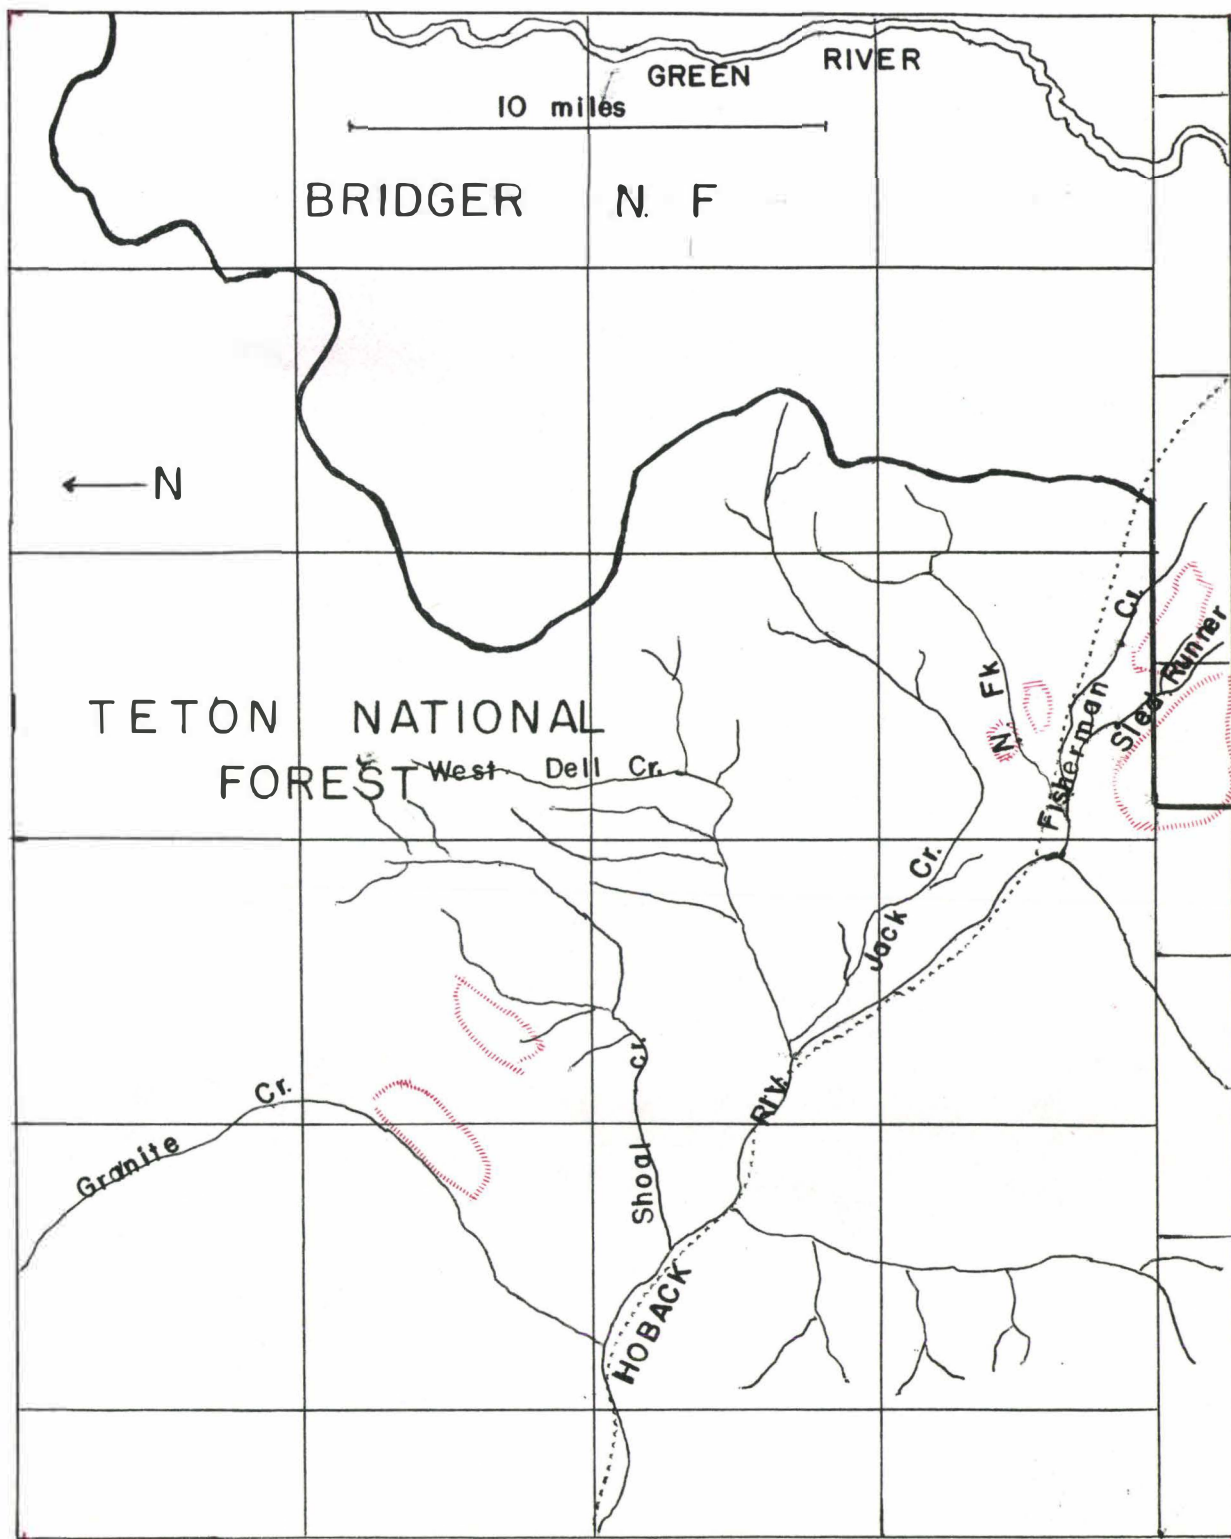 GREEN RIVER
10 miles
BRIDGER N. F
N
Cr.
Sled Runner
N. Fk
Fisherman
TETON NATIONAL
FOREST
West Dell Cr.
Jack Cr.
Granite Cr.
Shoal cr.
HOBACK RIV.